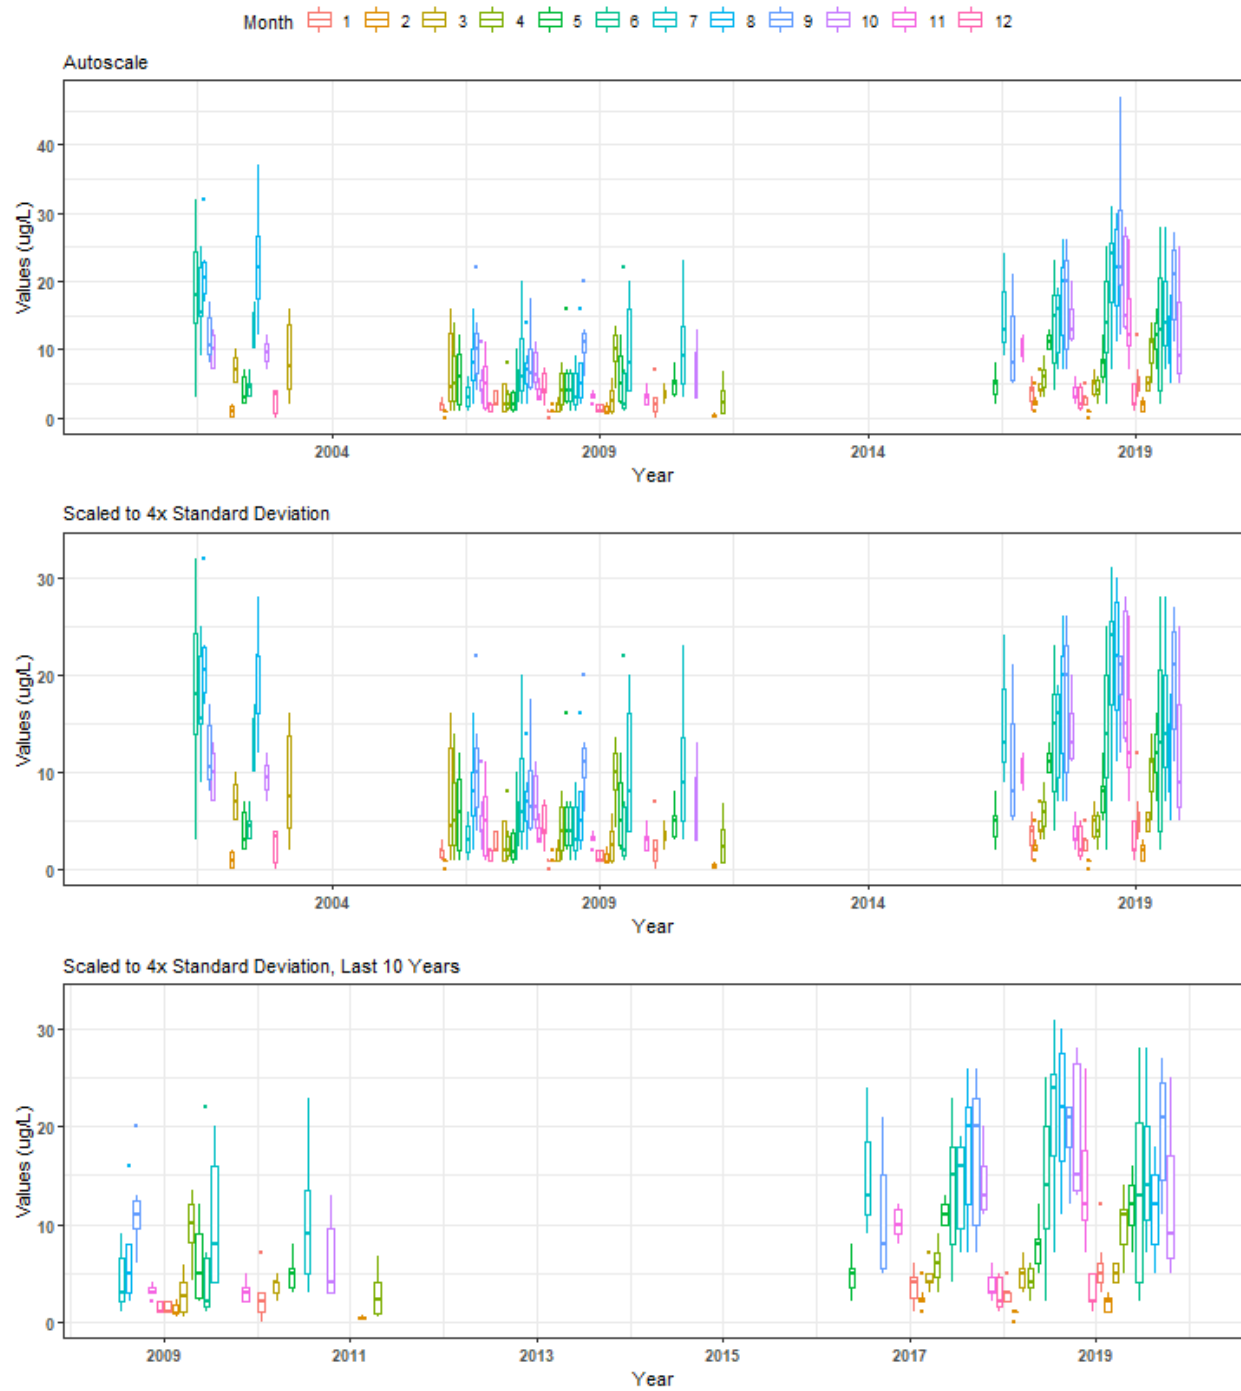 Month 1 2 3 4 5 6 7 8 9 10 11 12
Autoscale
Values (ug/L)
40
30
20
10
0
2004 2009 2014 2019
Year
Scaled to 4x Standard Deviation
Values (ug/L)
30
20
10
0
2004 2009 2014 2019
Year
Scaled to 4x Standard Deviation, Last 10 Years
Values (ug/L)
30
20
10
0
2009 2011 2013 2015 2017 2019
Year